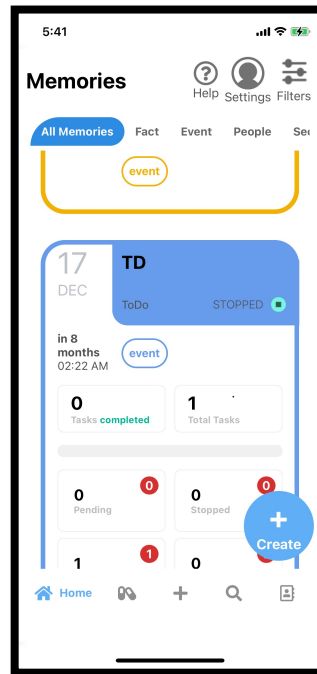 5:41
Memories
Help
Settings
Filters
All Memories Fact Event People Sec
event
17
DEC
TD
ToDo
STOPPED
in 8
months
02:22 AM
event
0
Tasks completed
1
Total Tasks
0
Pending
0
0
Stopped
0
+
Create
1
1
0
Home